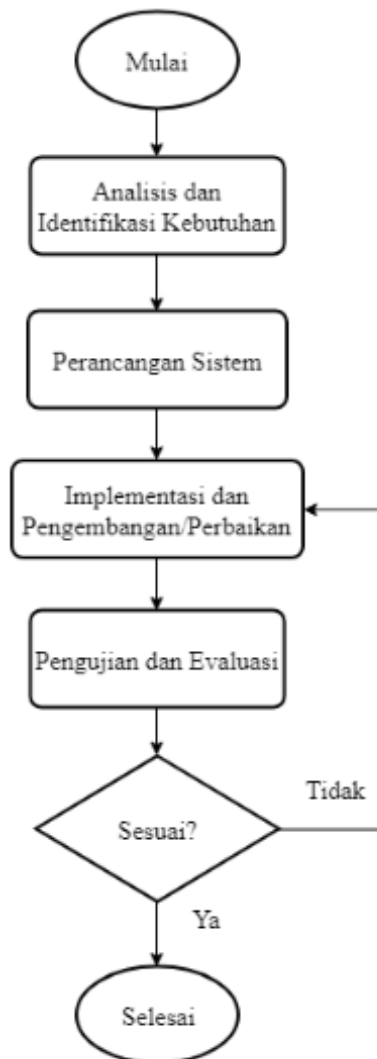 Mulai
Analisis dan
Identifikasi Kebutuhan
Perancangan Sistem
Implementasi dan
Pengembangan/Perbaikan
Pengujian dan Evaluasi
Sesuai?
Tidak
Ya
Selesai